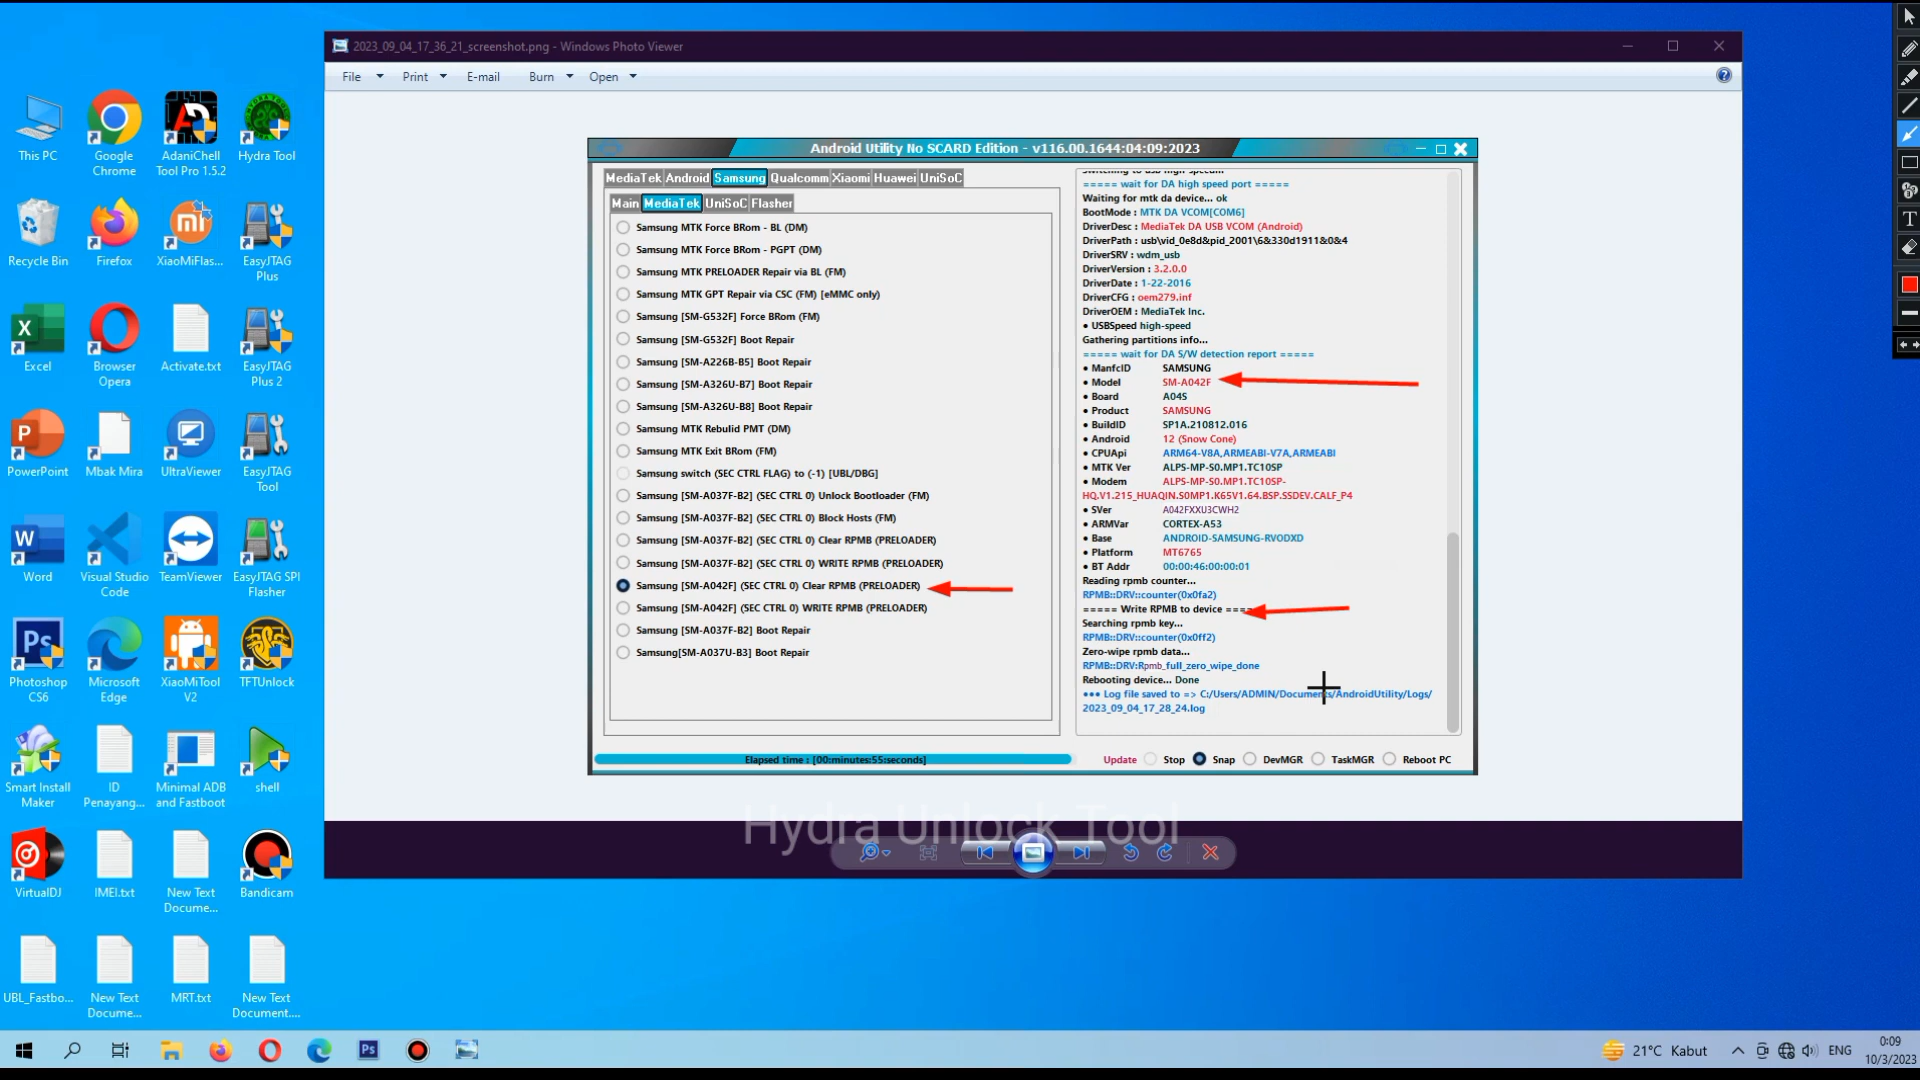 2023_09_04_17_36_21_screenshot.png - Windows Photo Viewer
File Print E-mail Burn Open
Android Utility No SCARD Edition - v116.00.1644:04:09:2023
MediaTek Android Samsung Qualcomm Xiaomi Huawei UniSoC
Main MediaTek UniSoC Flasher
Samsung MTK Force BRom - BL (DM)
Samsung MTK Force BRom - PGPT (DM)
Samsung MTK PRELOADER Repair via BL (FM)
Samsung MTK GPT Repair via CSC (FM) [eMMC only)
Samsung [SM-G532F] Force BRom (FM)
Samsung [SM-G532F] Boot Repair
Samsung [SM-A226B-B5] Boot Repair
Samsung [SM-A326U-B7] Boot Repair
Samsung [SM-A326U-B8] Boot Repair
Samsung MTK Rebulid PMT (DM)
Samsung MTK Exit BRom (FM)
Samsung switch (SEC CTRL FLAG) to (-1) [UBL/DBG]
Samsung [SM-A037F-B2] (SEC CTRL 0) Unlock Bootloader (FM)
Samsung [SM-A037F-B2] (SEC CTRL 0) Block Hosts (FM)
Samsung [SM-A037F-B2] (SEC CTRL 0) Clear RPMB (PRELOADER)
Samsung [SM-A037F-B2] (SEC CTRL 0) WRITE RPMB (PRELOADER)
Samsung [SM-A042F] (SEC CTRL 0) Clear RPMB (PRELOADER)
Samsung [SM-A042F] (SEC CTRL 0) WRITE RPMB (PRELOADER)
Samsung [SM-A037F-B2] Boot Repair
Samsung[SM-A037U-B3] Boot Repair
Elapsed time : [00:minutes:55:seconds]
Switching to usb high speed...
===== wait for DA high speed port =====
Waiting for mtk da device... ok
BootMode : MTK DA VCOM[COM6]
DriverDesc : MediaTek DA USB VCOM (Android)
DriverPath : usb\vid_0e8d&pid_2001\6&330d1911&0&4
DriverSRV : wdm_usb
DriverVersion : 3.2.0.0
DriverDate : 1-22-2016
DriverCFG : oem279.inf
DriverOEM : MediaTek Inc.
• USBSpeed high-speed
Gathering partitions info...
===== wait for DA S/W detection report =====
• ManfcID SAMSUNG
• Model SM-A042F
• Board A04S
• Product SAMSUNG
• BuildID SP1A.210812.016
• Android 12 (Snow Cone)
• CPUApi ARM64-V8A,ARMEABI-V7A,ARMEABI
• MTK Ver ALPS-MP-S0.MP1.TC10SP
• Modem ALPS-MP-S0.MP1.TC10SP-
HQ.V1.215_HUAQIN.S0MP1.K65V1.64.BSP.SSDEV.CALF_P4
• SVer A042FXXU3CWH2
• ARMVar CORTEX-A53
• Base ANDROID-SAMSUNG-RVODXD
• Platform MT6765
• BT Addr 00:00:46:00:00:01
Reading rpmb counter...
RPMB::DRV::counter(0x0fa2)
===== Write RPMB to device ====
Searching rpmb key...
RPMB::DRV::counter(0x0ff2)
Zero-wipe rpmb data...
RPMB::DRV:Rpmb_full_zero_wipe_done
Rebooting device... Done
••• Log file saved to => C:/Users/ADMIN/Documents/AndroidUtility/Logs/
2023_09_04_17_28_24.log
Update Stop Snap DevMGR TaskMGR Reboot PC
Hydra Unlock Tool
This PC
Google Chrome
AdaniChell Tool Pro 1.5.2
Hydra Tool
Recycle Bin
Firefox
XiaoMiFlas...
EasyJTAG Plus
Excel
Browser Opera
Activate.txt
EasyJTAG Plus 2
PowerPoint
Mbak Mira
UltraViewer
EasyJTAG Tool
Word
Visual Studio Code
TeamViewer
EasyJTAG SPI Flasher
Photoshop CS6
Microsoft Edge
XiaoMiTool V2
TFTUnlock
Smart Install Maker
ID Penayang...
Minimal ADB and Fastboot
shell
VirtualDJ
IMEI.txt
New Text Docume...
Bandicam
UBL_Fastbo...
New Text Docume...
MRT.txt
New Text Document....
21°C Kabut
ENG
0:09
10/3/2023